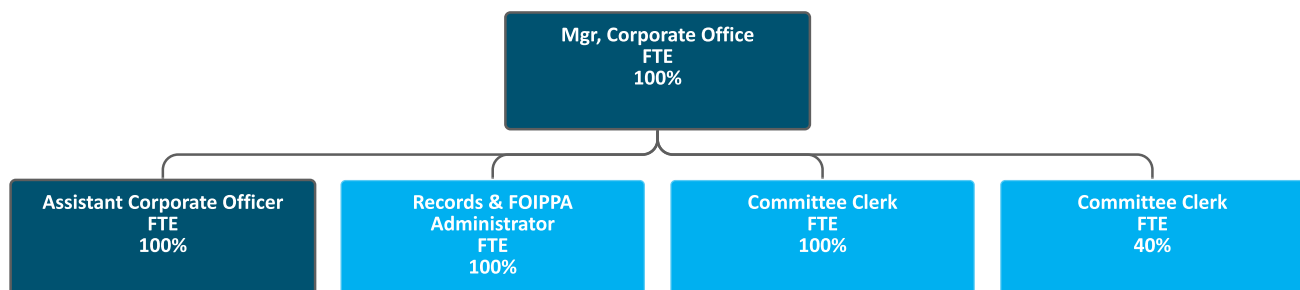 Mgr, Corporate Office
FTE
100%
Assistant Corporate Officer
FTE
100%
Records & FOIPPA
Administrator
FTE
100%
Committee Clerk
FTE
100%
Committee Clerk
FTE
40%